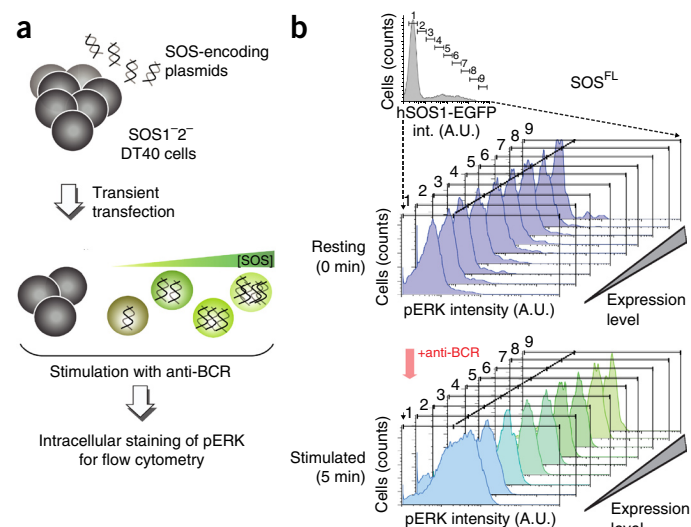 a
SOS-encoding
plasmids
SOS1⁻2⁻
DT40 cells
Transient
transfection
[SOS]
Stimulation with anti-BCR
Intracellular staining of pERK
for flow cytometry
b
Cells (counts)
1
2
3
4
5
6
7
8
9
hSOS1-EGFP
int. (A.U.)
SOS^FL
Resting
(0 min)
Cells (counts)
1
2
3
4
5
6
7
8
9
pERK intensity (A.U.)
Expression
level
+anti-BCR
Stimulated
(5 min)
Cells (counts)
1
2
3
4
5
6
7
8
9
pERK intensity (A.U.)
Expression
level